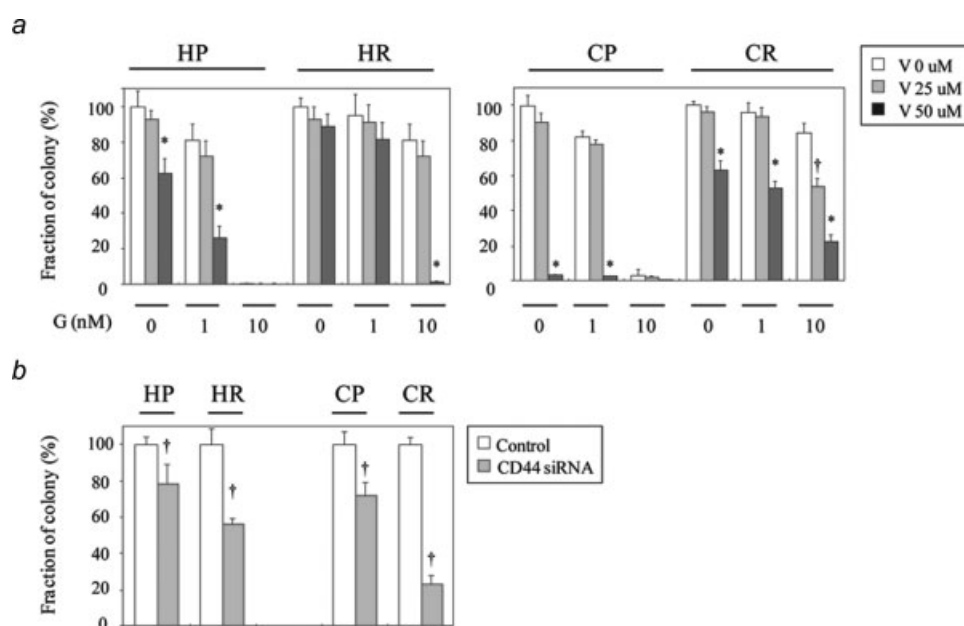 a
HP HR CP CR
V 0 uM
V 25 uM
V 50 uM
Fraction of colony (%)
100 100
80 80
60 60
40 40
20 20
0 0
* * * * * * * † *
G (nM) 0 1 10 0 1 10 0 1 10 0 1 10
b
HP HR CP CR
Control
CD44 siRNA
Fraction of colony (%)
100
80
60
40
20
0
† † † †